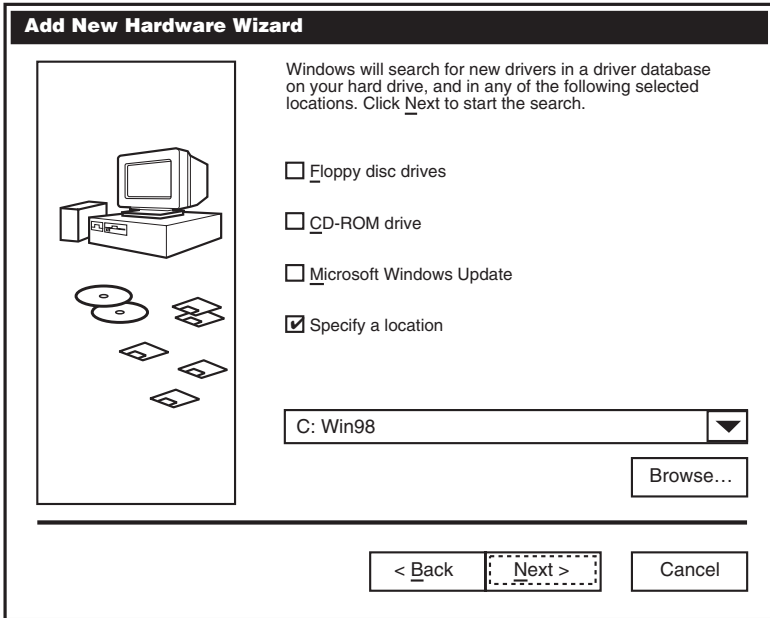 Add New Hardware Wizard
Windows will search for new drivers in a driver database
on your hard drive, and in any of the following selected
locations. Click Next to start the search.
Floppy disc drives
CD-ROM drive
Microsoft Windows Update
Specify a location
C: Win98
Browse...
< Back
Next >
Cancel